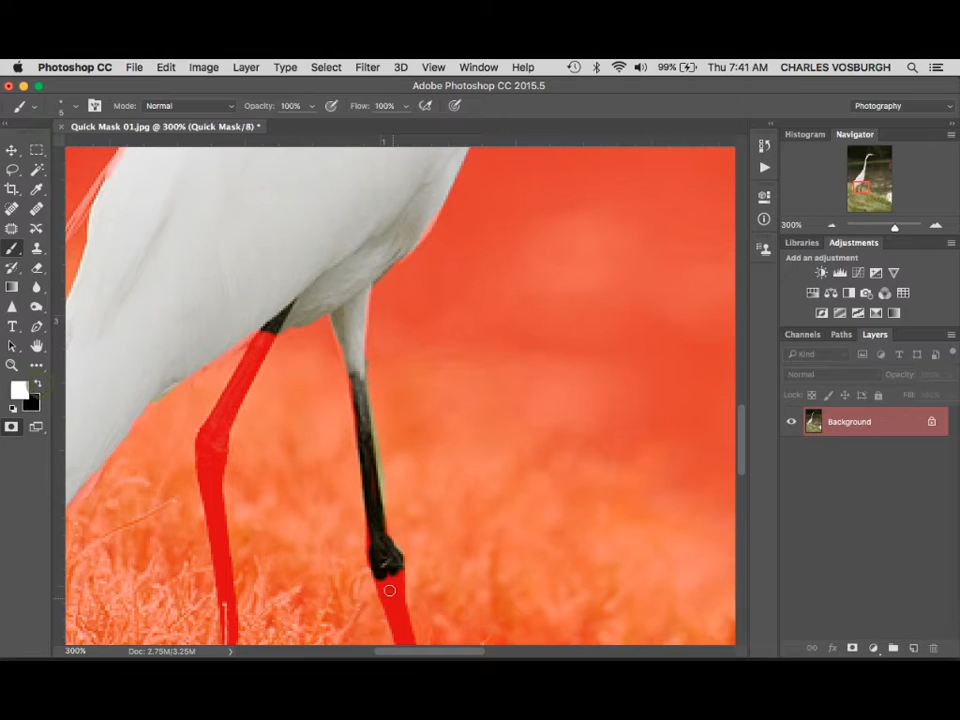 Photoshop CC File Edit Image Layer Type Select Filter 3D View Window Help 99% Thu 7:41 AM CHARLES VOSBURGH
Adobe Photoshop CC 2015.5
5 Mode: Normal Opacity: 100% Flow: 100% Photography
Quick Mask 01.jpg @ 300% (Quick Mask/8) *
Histogram Navigator
300%
Libraries Adjustments
Add an adjustment
Channels Paths Layers
Kind
Normal Opacity: 100%
Lock: Fill: 100%
Background
300% Doc: 2.75M/3.25M